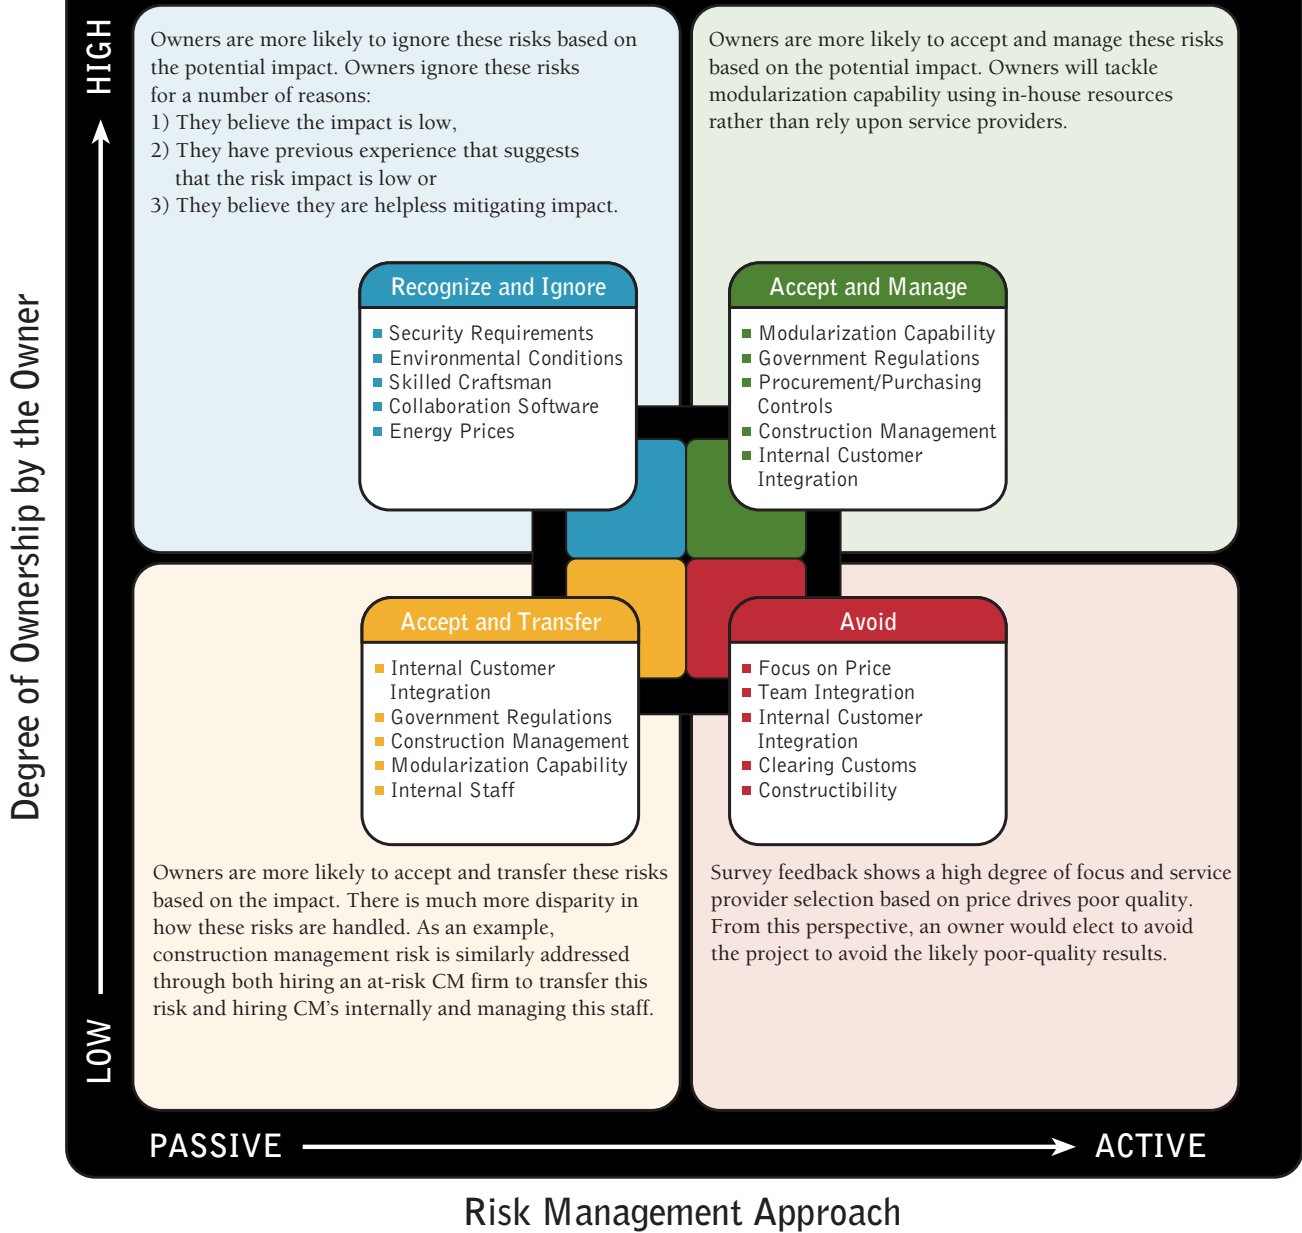 HIGH
Owners are more likely to ignore these risks based on
the potential impact. Owners ignore these risks
for a number of reasons:
1) They believe the impact is low,
2) They have previous experience that suggests
that the risk impact is low or
3) They believe they are helpless mitigating impact.
Owners are more likely to accept and manage these risks
based on the potential impact. Owners will tackle
modularization capability using in-house resources
rather than rely upon service providers.
Recognize and Ignore
Security Requirements
Environmental Conditions
Skilled Craftsman
Collaboration Software
Energy Prices
Accept and Manage
Modularization Capability
Government Regulations
Procurement/Purchasing
Controls
Construction Management
Internal Customer
Integration
Degree of Ownership by the Owner
Accept and Transfer
Internal Customer
Integration
Government Regulations
Construction Management
Modularization Capability
Internal Staff
Avoid
Focus on Price
Team Integration
Internal Customer
Integration
Clearing Customs
Constructibility
Owners are more likely to accept and transfer these risks
based on the impact. There is much more disparity in
how these risks are handled. As an example,
construction management risk is similarly addressed
through both hiring an at-risk CM firm to transfer this
risk and hiring CM's internally and managing this staff.
Survey feedback shows a high degree of focus and service
provider selection based on price drives poor quality.
From this perspective, an owner would elect to avoid
the project to avoid the likely poor-quality results.
LOW
PASSIVE
ACTIVE
Risk Management Approach